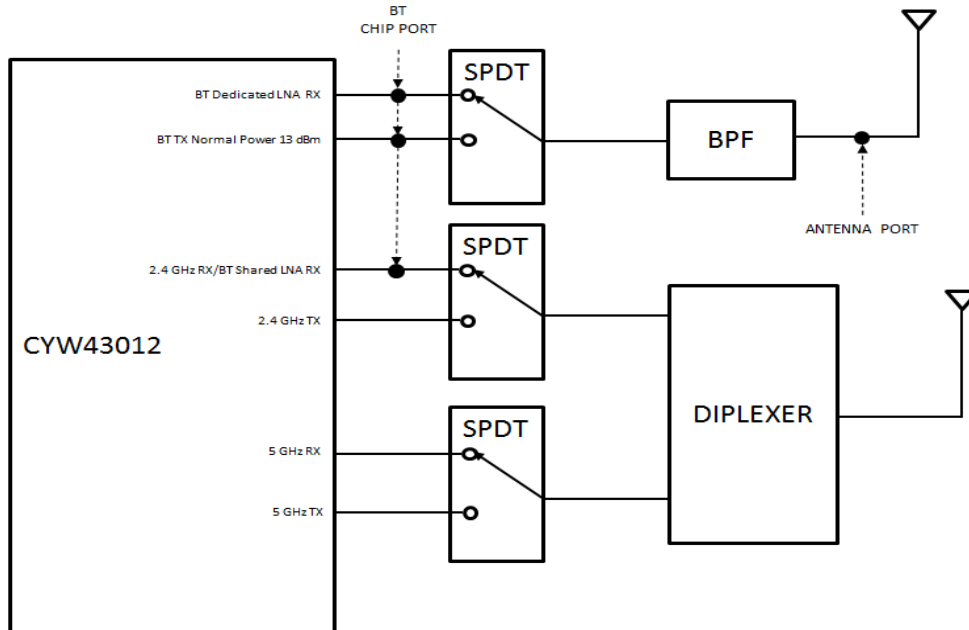 BT
CHIP PORT
SPDT
BT Dedicated LNA RX
BT TX Normal Power 13 dBm
BPF
ANTENNA PORT
SPDT
2.4 GHz RX/BT Shared LNA RX
2.4 GHz TX
CYW43012
DIPLEXER
SPDT
5 GHz RX
5 GHz TX